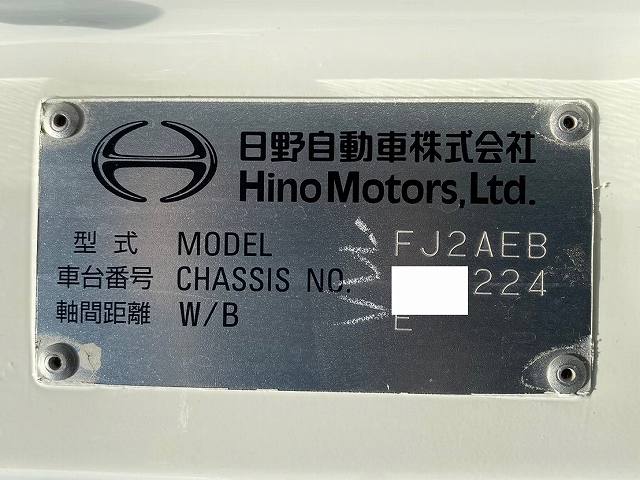 日野自動車株式会社
Hino Motors, Ltd.
型式 MODEL FJ2AEB
車台番号 CHASSIS NO. 224
軸間距離 W/B E